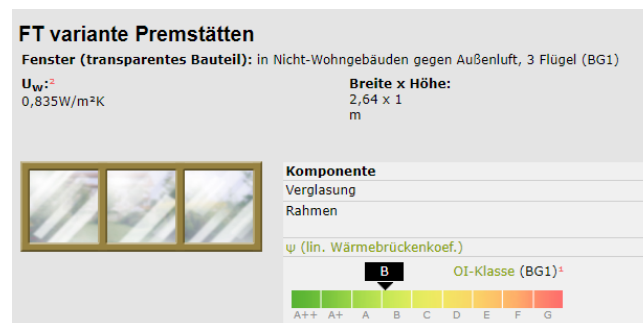 FT variante Premstätten
Fenster (transparentes Bauteil): in Nicht-Wohngebäuden gegen Außenluft, 3 Flügel (BG1)
Uw:²
0,835W/m²K
Breite x Höhe:
2,64 x 1
m
Komponente
Verglasung
Rahmen
ψ (lin. Wärmebrückenkoef.)
B
OI-Klasse (BG1)¹
A++ A+ A B C D E F G